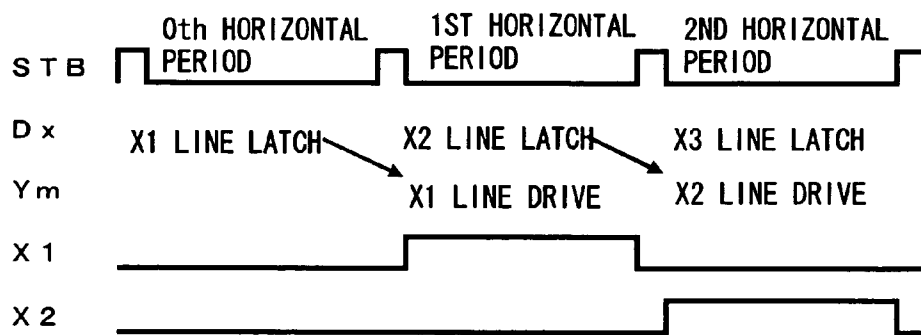 0th HORIZONTAL PERIOD
1ST HORIZONTAL PERIOD
2ND HORIZONTAL PERIOD
STB
Dx X1 LINE LATCH X2 LINE LATCH X3 LINE LATCH
Ym X1 LINE DRIVE X2 LINE DRIVE
X1
X2